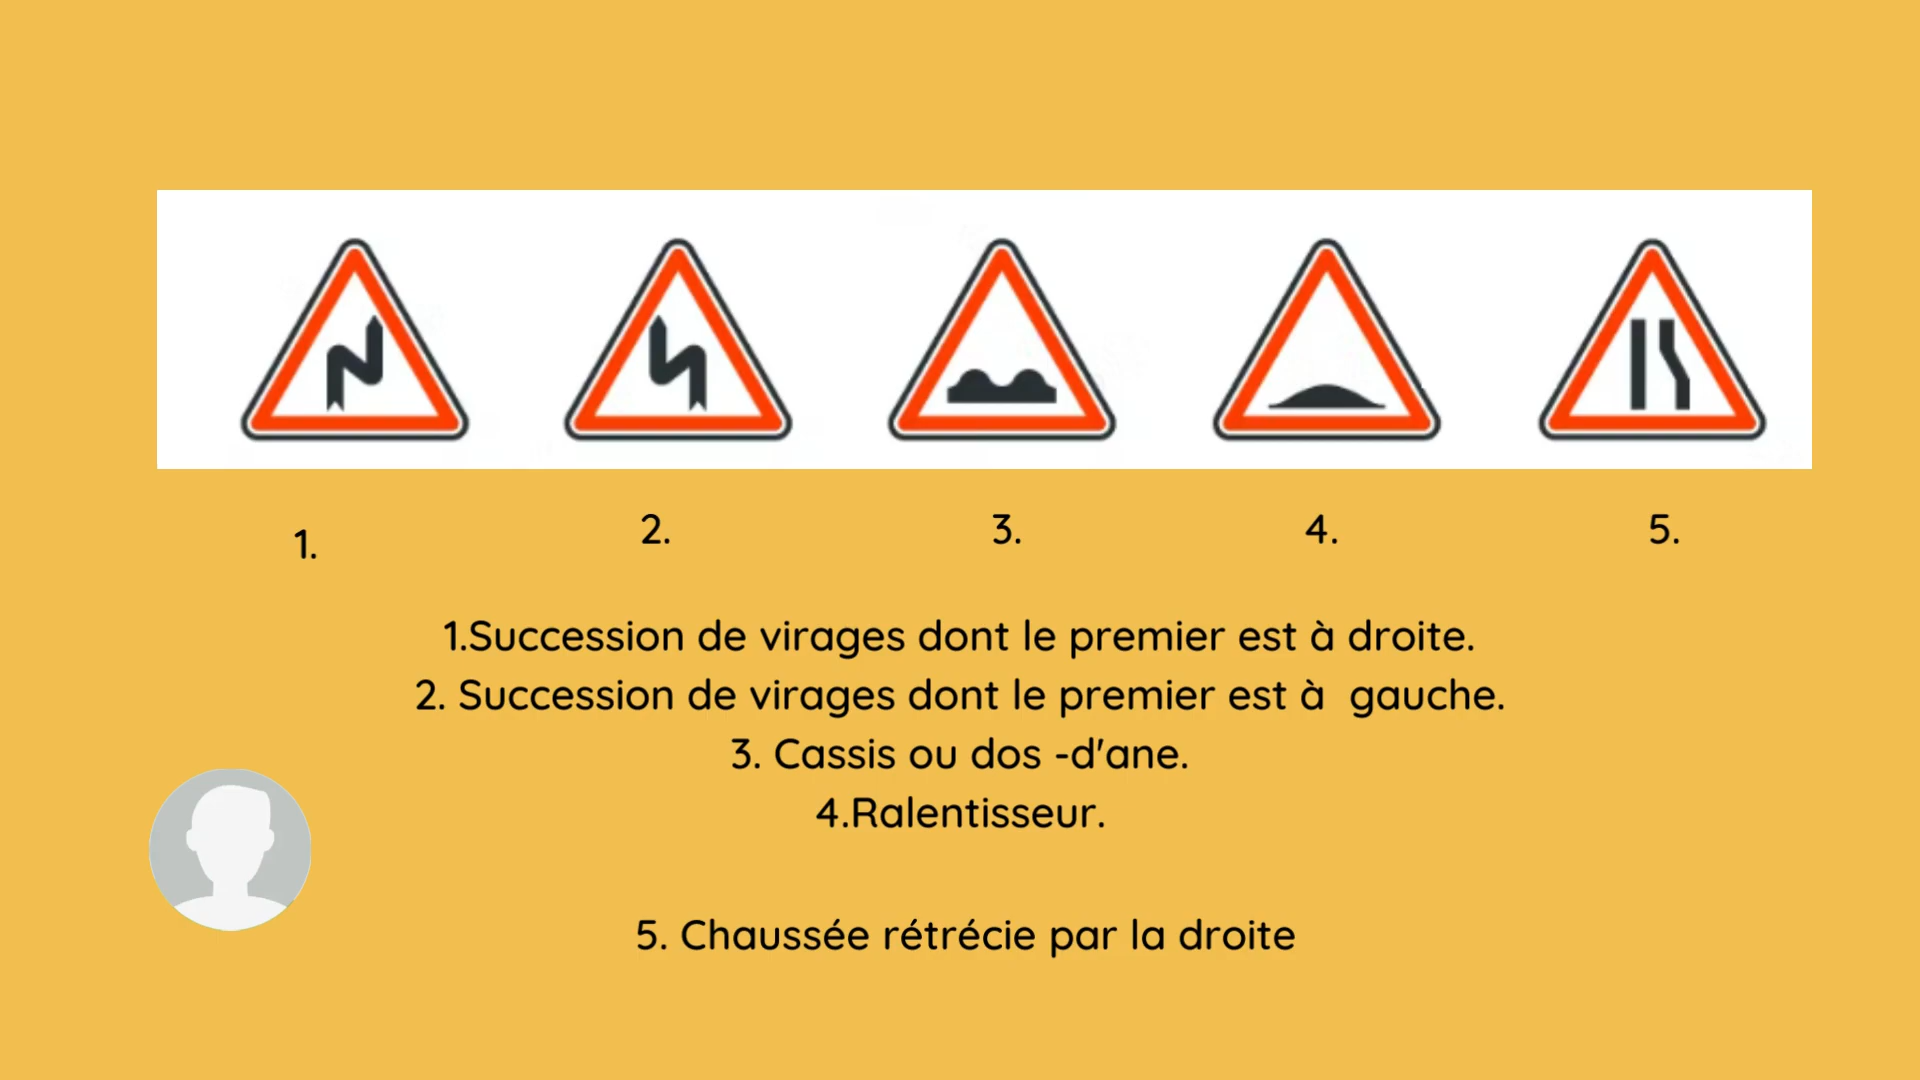 1.
2.
3.
4.
5.
1.Succession de virages dont le premier est à droite.
2. Succession de virages dont le premier est à  gauche.
3. Cassis ou dos -d'ane.
4.Ralentisseur.
5. Chaussée rétrécie par la droite